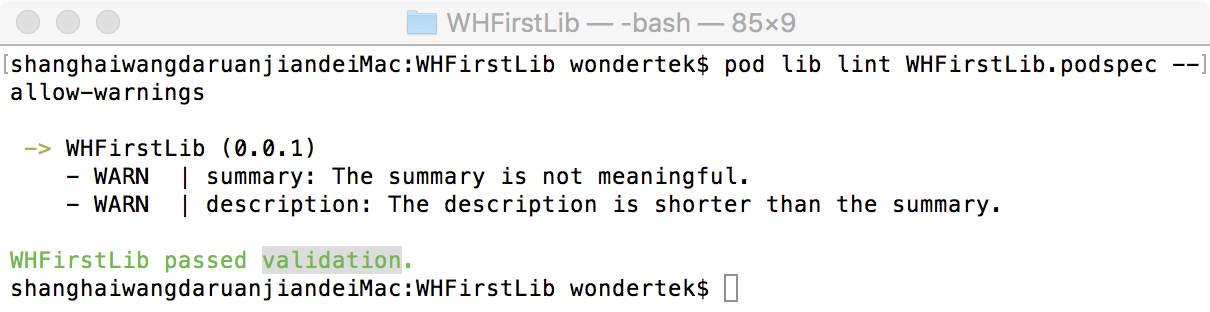 WHFirstLib — -bash — 85×9
shanghaiwangdaruanjiandeiMac:WHFirstLib wondertek$ pod lib lint WHFirstLib.podspec --
allow-warnings
-> WHFirstLib (0.0.1)
- WARN | summary: The summary is not meaningful.
- WARN | description: The description is shorter than the summary.
WHFirstLib passed validation.
shanghaiwangdaruanjiandeiMac:WHFirstLib wondertek$